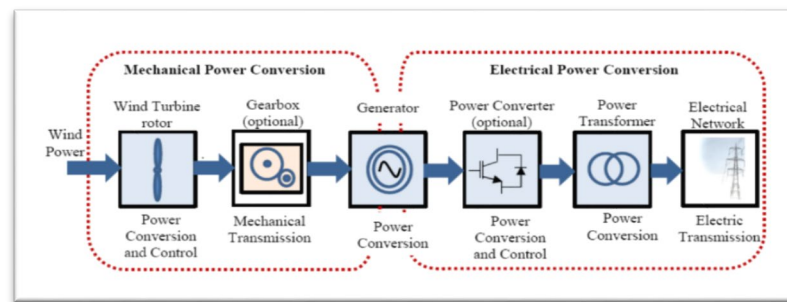 Mechanical Power Conversion
Electrical Power Conversion
Wind
Power
Wind Turbine
rotor
Gearbox
(optional)
Generator
Power Converter
(optional)
Power
Transformer
Electrical
Network
Power
Conversion
and Control
Mechanical
Transmission
Power
Conversion
Power
Conversion
and Control
Power
Conversion
Electric
Transmission